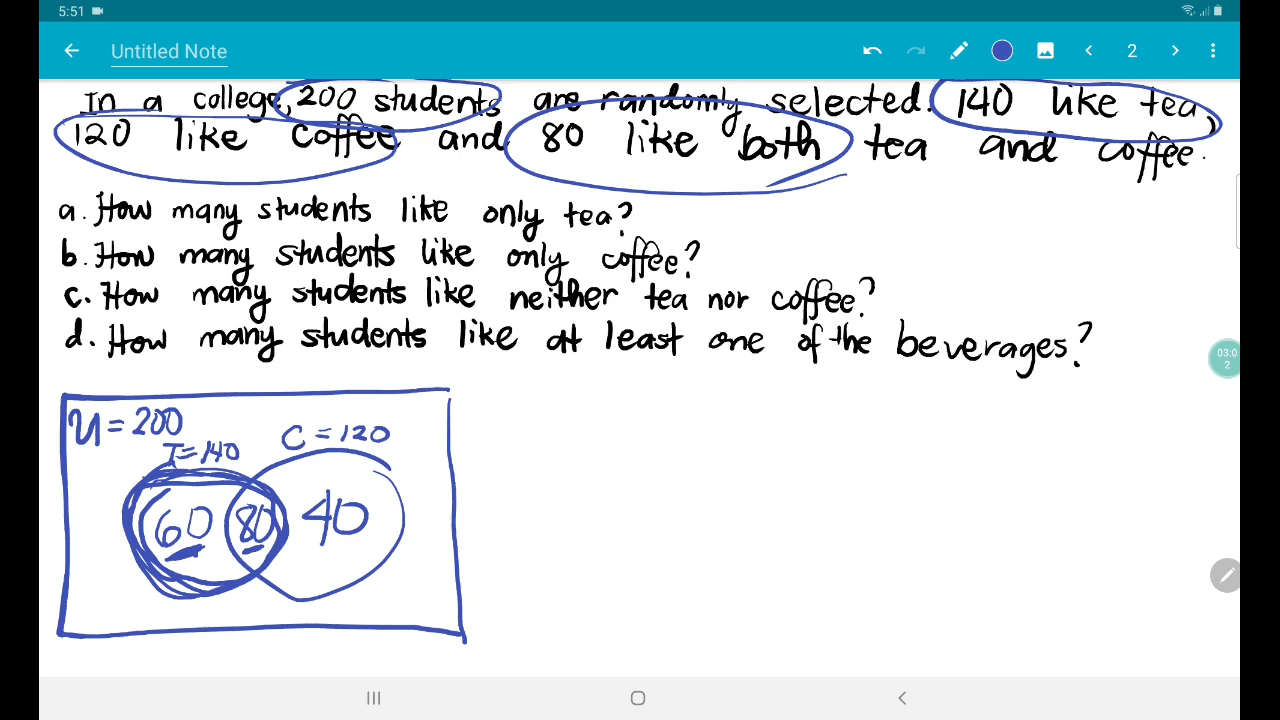 5:51
Untitled Note
2
In a college, 200 students are randomly selected. 140 like tea,
120 like coffee and 80 like both tea and coffee.
a. How many students like only tea?
b. How many students like only coffee?
c. How many students like neither tea nor coffee?
d. How many students like at least one of the beverages?
03:0
2
U = 200
T=140
C = 120
60 80 40